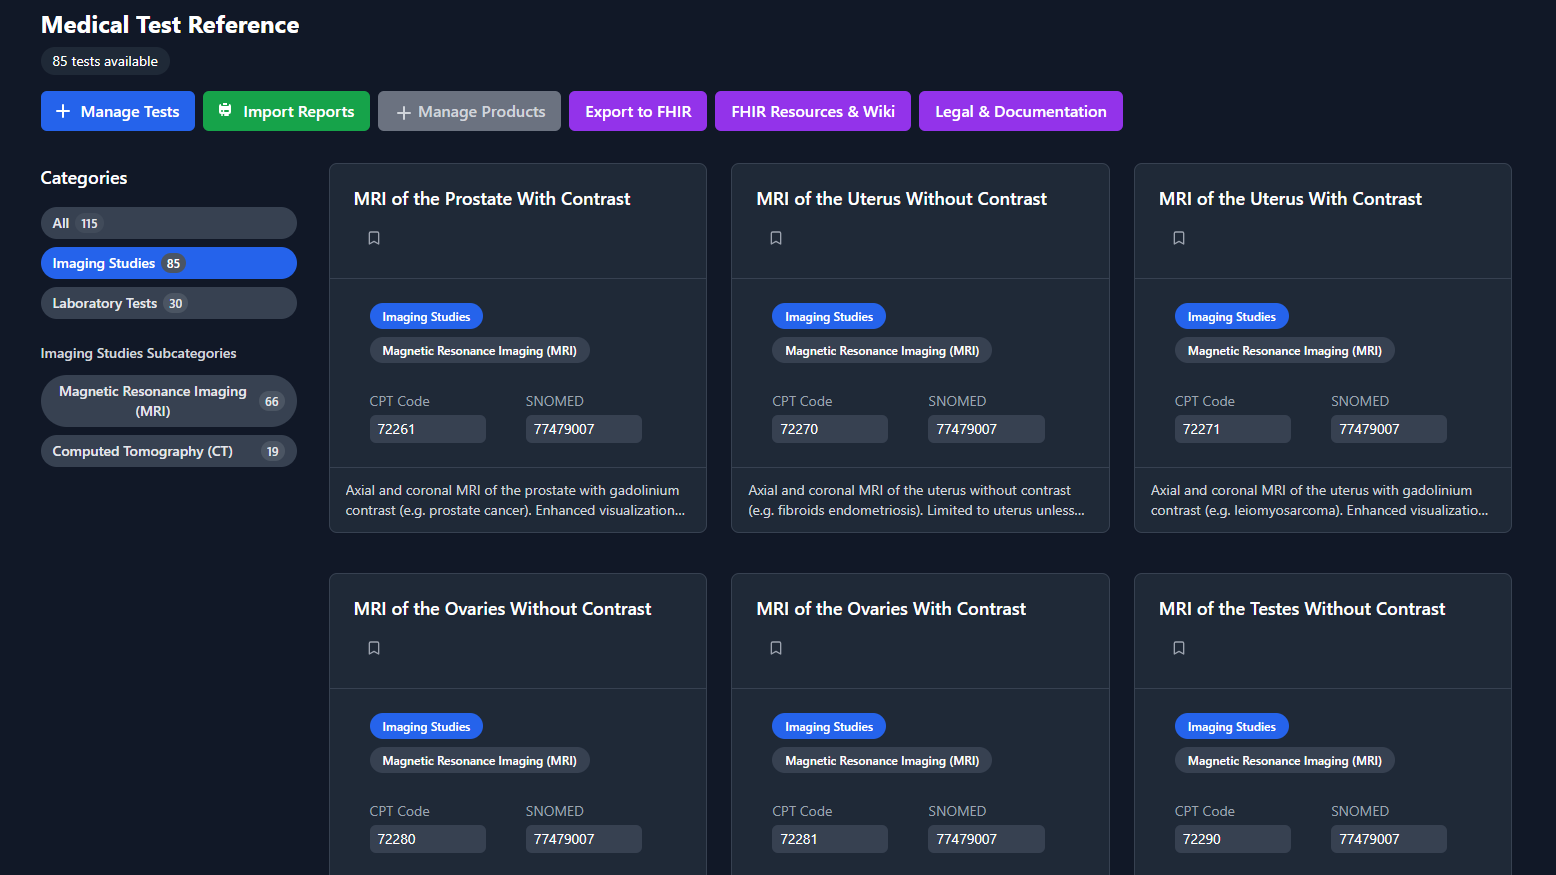 Medical Test Reference
85 tests available
Manage Tests
Import Reports
Manage Products
Export to FHIR
FHIR Resources & Wiki
Legal & Documentation
Categories
All 115
Imaging Studies 85
Laboratory Tests 30
Imaging Studies Subcategories
Magnetic Resonance Imaging
(MRI)
66
Computed Tomography (CT) 19
MRI of the Prostate With Contrast
Imaging Studies
Magnetic Resonance Imaging (MRI)
CPT Code SNOMED
72261 77479007
Axial and coronal MRI of the prostate with gadolinium
contrast (e.g. prostate cancer). Enhanced visualization...
MRI of the Uterus Without Contrast
Imaging Studies
Magnetic Resonance Imaging (MRI)
CPT Code SNOMED
72270 77479007
Axial and coronal MRI of the uterus without contrast
(e.g. fibroids endometriosis). Limited to uterus unless...
MRI of the Uterus With Contrast
Imaging Studies
Magnetic Resonance Imaging (MRI)
CPT Code SNOMED
72271 77479007
Axial and coronal MRI of the uterus with gadolinium
contrast (e.g. leiomyosarcoma). Enhanced visualizatio...
MRI of the Ovaries Without Contrast
Imaging Studies
Magnetic Resonance Imaging (MRI)
CPT Code SNOMED
72280 77479007
MRI of the Ovaries With Contrast
Imaging Studies
Magnetic Resonance Imaging (MRI)
CPT Code SNOMED
72281 77479007
MRI of the Testes Without Contrast
Imaging Studies
Magnetic Resonance Imaging (MRI)
CPT Code SNOMED
72290 77479007